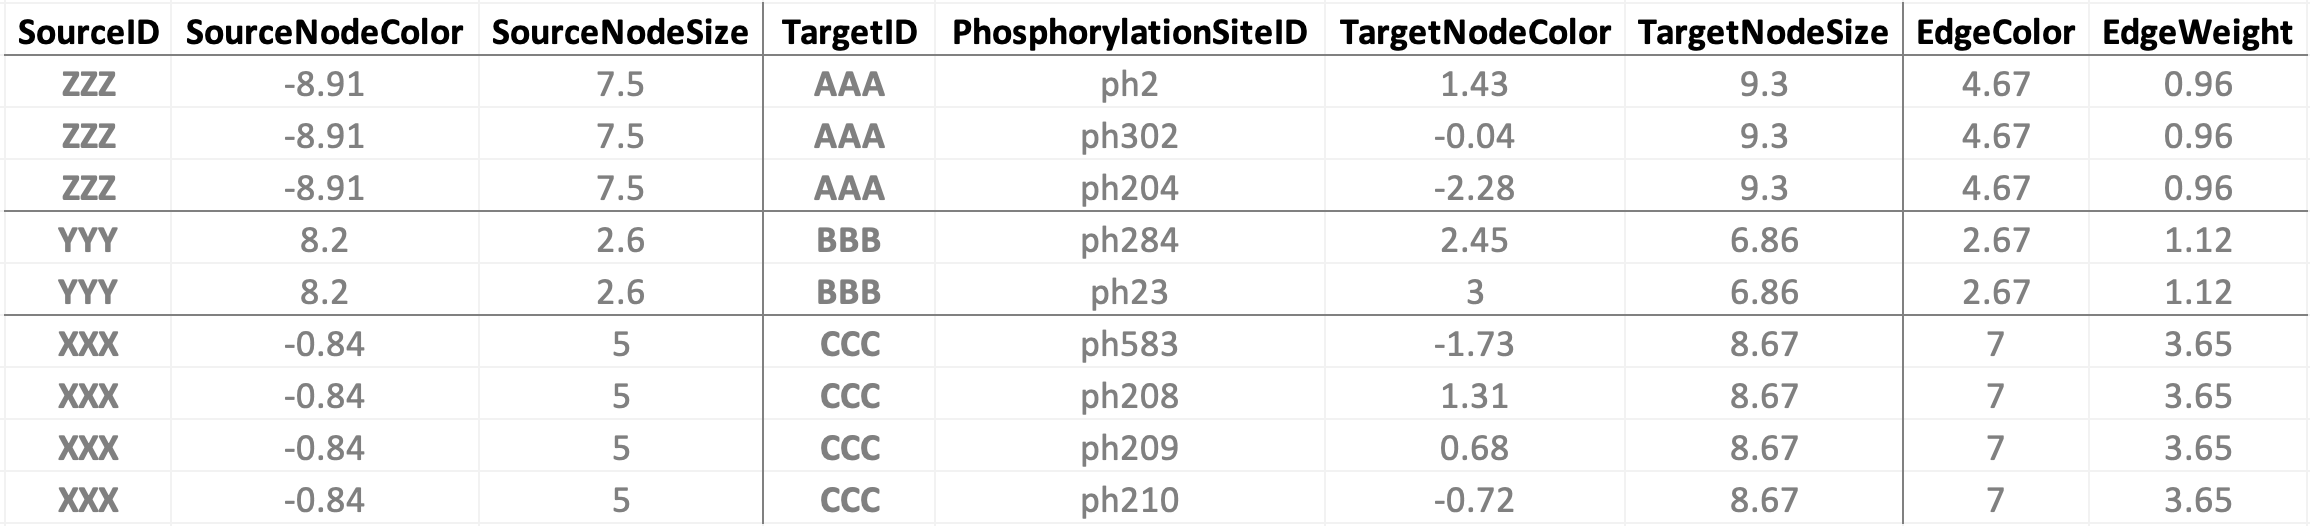 SourceID SourceNodeColor SourceNodeSize TargetID PhosphorylationSiteID TargetNodeColor TargetNodeSize EdgeColor EdgeWeight
ZZZ -8.91 7.5 AAA ph2 1.43 9.3 4.67 0.96
ZZZ -8.91 7.5 AAA ph302 -0.04 9.3 4.67 0.96
ZZZ -8.91 7.5 AAA ph204 -2.28 9.3 4.67 0.96
YYY 8.2 2.6 BBB ph284 2.45 6.86 2.67 1.12
YYY 8.2 2.6 BBB ph23 3 6.86 2.67 1.12
XXX -0.84 5 CCC ph583 -1.73 8.67 7 3.65
XXX -0.84 5 CCC ph208 1.31 8.67 7 3.65
XXX -0.84 5 CCC ph209 0.68 8.67 7 3.65
XXX -0.84 5 CCC ph210 -0.72 8.67 7 3.65